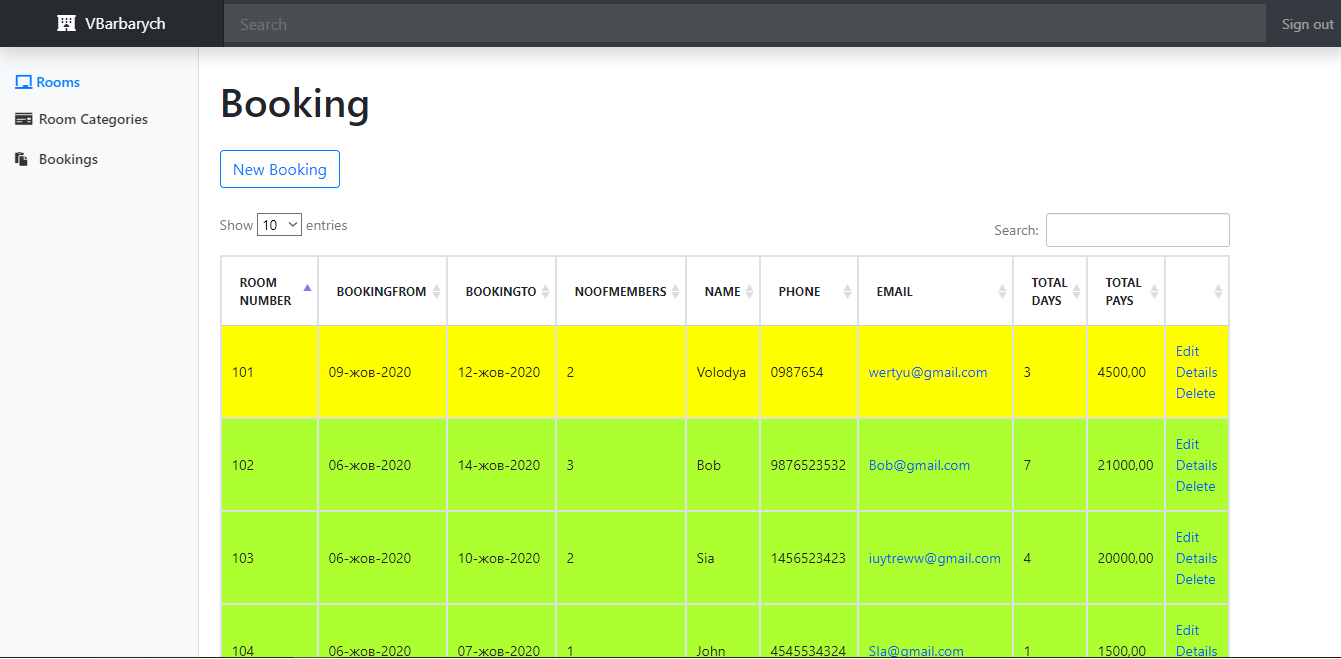 VBarbarych
Search
Sign out
Rooms
Room Categories
Bookings
Booking
New Booking
Show 10 entries
Search:
ROOM NUMBER BOOKINGFROM BOOKINGTO NOOFMEMBERS NAME PHONE EMAIL TOTAL DAYS TOTAL PAYS
101 09-жов-2020 12-жов-2020 2 Volodya 0987654 wertyu@gmail.com 3 4500,00 Edit
Details
Delete
102 06-жов-2020 14-жов-2020 3 Bob 9876523532 Bob@gmail.com 7 21000,00 Edit
Details
Delete
103 06-жов-2020 10-жов-2020 2 Sia 1456523423 iuytreww@gmail.com 4 20000,00 Edit
Details
Delete
104 06-жов-2020 07-жов-2020 1 John 4545534324 Sla@gmail.com 1 1500,00 Edit
Details